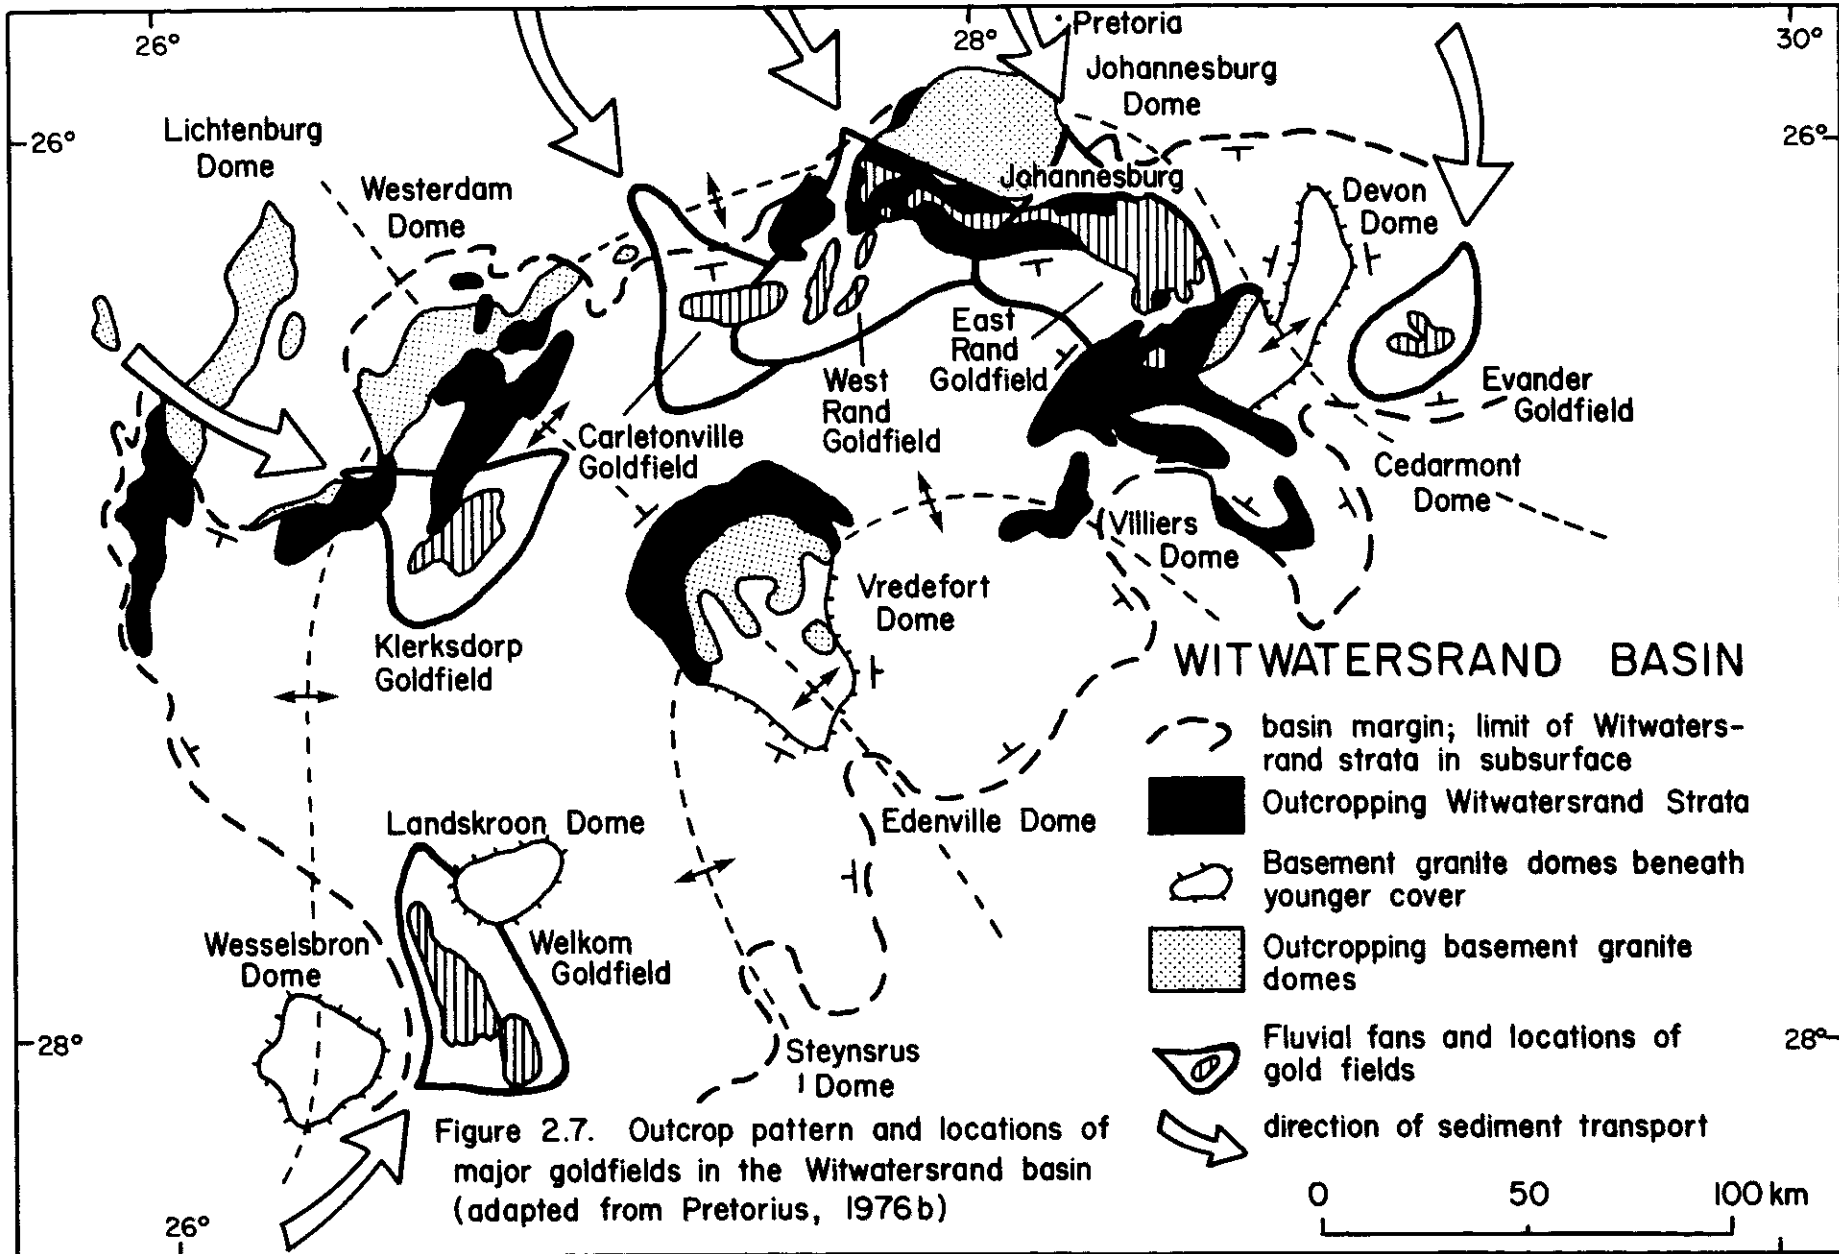 26°
28°
30°
Pretoria
Johannesburg
Dome
26°
26°
Lichtenburg
Dome
Westerdam
Dome
Johannesburg
Devon
Dome
East
Rand
Goldfield
West
Rand
Goldfield
Carletonville
Goldfield
Evander
Goldfield
Cedarmont
Dome
Villiers
Dome
Vredefort
Dome
Klerksdorp
Goldfield
Landskroon Dome
Edenville Dome
Wesselsbron
Dome
Welkom
Goldfield
Steynsrus
Dome
28°
28°
26°
WITWATERSRAND BASIN
basin margin; limit of Witwaters-
rand strata in subsurface
Outcropping Witwatersrand Strata
Basement granite domes beneath
younger cover
Outcropping basement granite
domes
Fluvial fans and locations of
gold fields
direction of sediment transport
0 50 100 km
Figure 2.7. Outcrop pattern and locations of
major goldfields in the Witwatersrand basin
(adapted from Pretorius, 1976b)